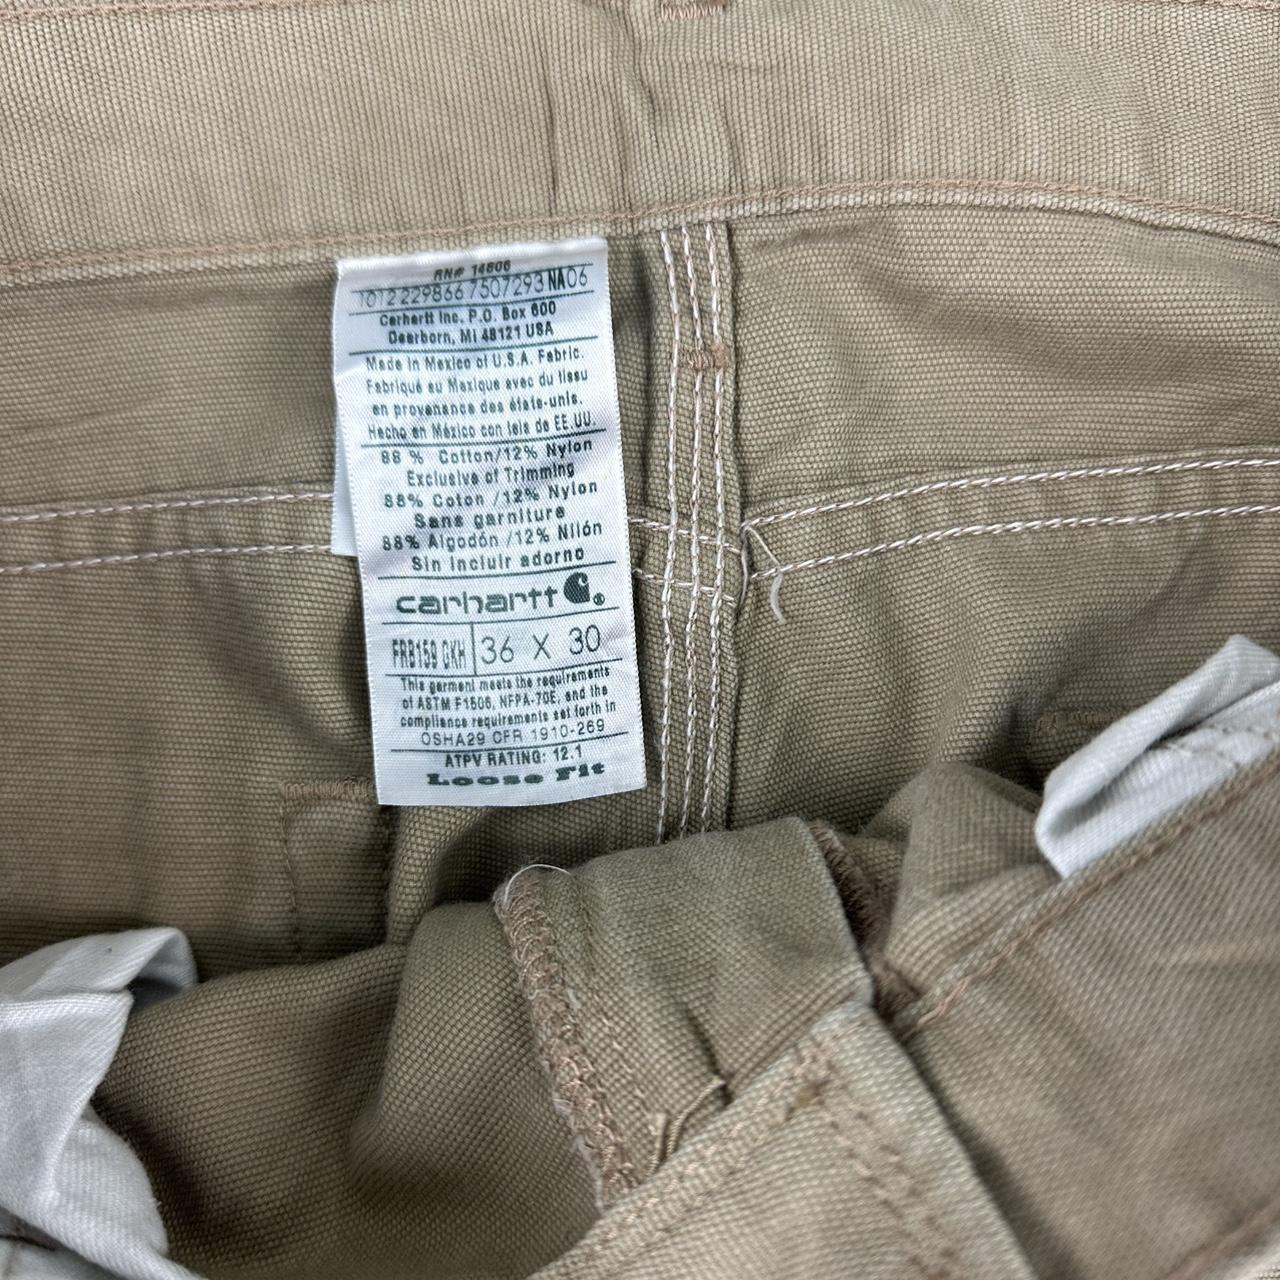 RN# 14806
1012229866 7507293 NA06
Carhartt Inc. P.O. Box 600
Dearborn, MI 48121 USA
Made in Mexico of U.S.A. Fabric.
Fabriqué au Mexique avec du tissu
en provenance des états-unis.
Hecho en México con tela de EE.UU.
88 % Cotton/12% Nylon
Exclusive of Trimming
88% Coton /12% Nylon
Sans garniture
88% Algodón /12% Nilón
Sin incluir adorno
carhartt ®
FRB159 GKH 36 X 30
This garment meets the requirements
of ASTM F1506, NFPA-70E, and the
compliance requirements set forth in
OSHA29 CFR 1910-269
ATPV RATING: 12.1
Loose Fit